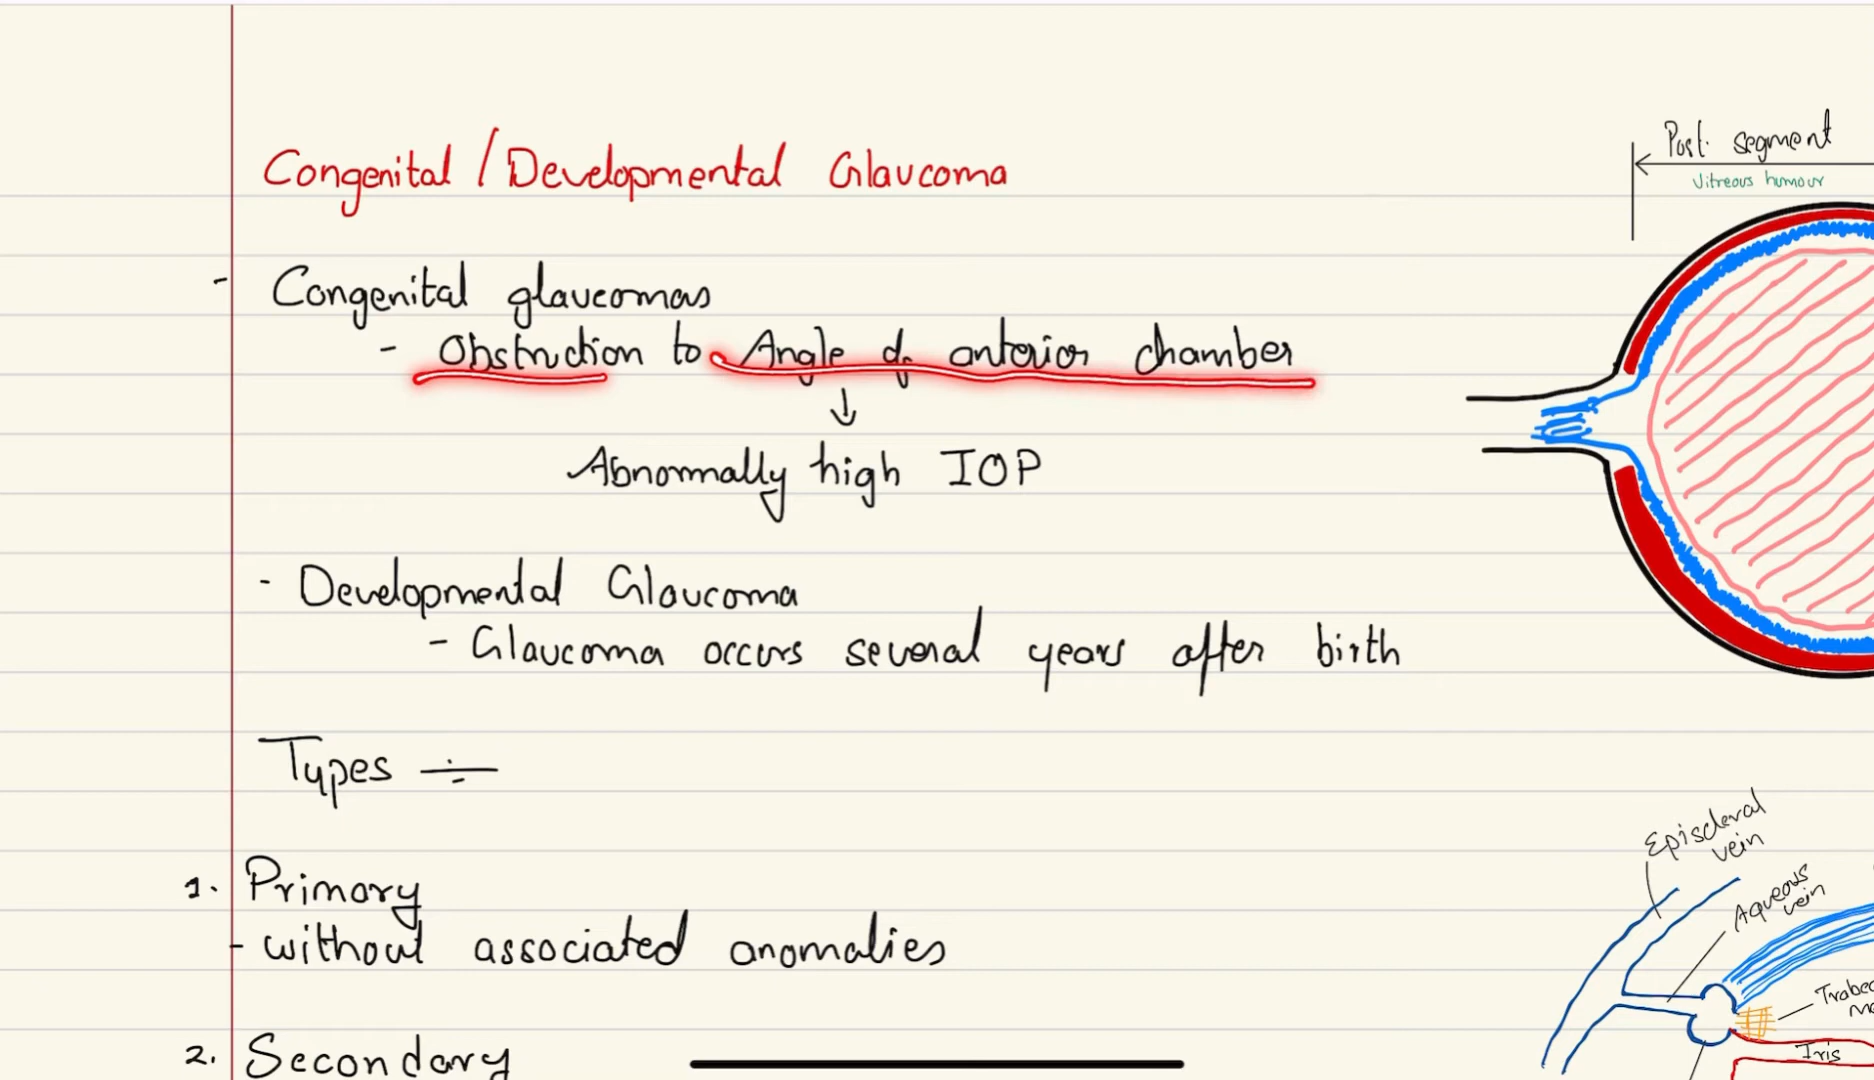 Congenital / Developmental Glaucoma
- Congenital glaucomas
- Obstruction to Angle of anterior chamber
↓
Abnormally high IOP
- Developmental Glaucoma
- Glaucoma occurs several years after birth
Types ÷
1. Primary
- without associated anomalies
2. Secondary
Post. segment
Vitreous humour
Episcleral
vein
Aqueous
vein
Iris